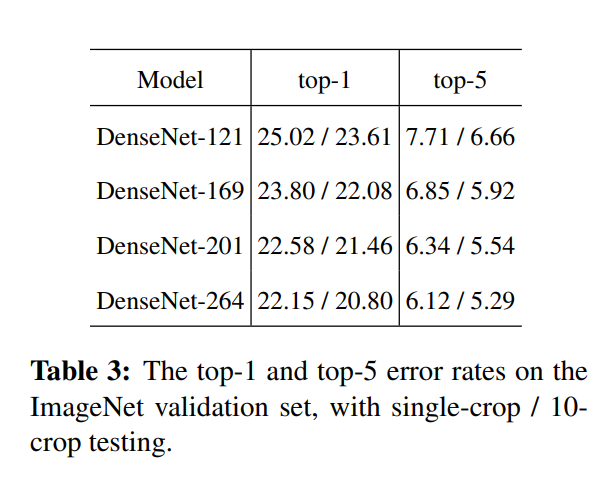 Model top-1 top-5
DenseNet-121 25.02 / 23.61 7.71 / 6.66
DenseNet-169 23.80 / 22.08 6.85 / 5.92
DenseNet-201 22.58 / 21.46 6.34 / 5.54
DenseNet-264 22.15 / 20.80 6.12 / 5.29
Table 3: The top-1 and top-5 error rates on the
ImageNet validation set, with single-crop / 10-
crop testing.